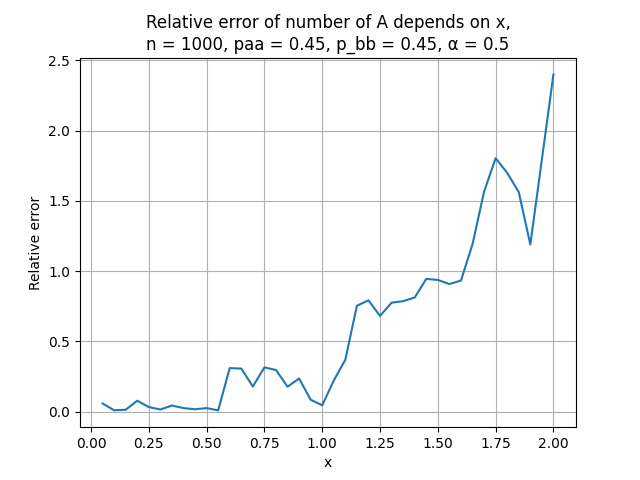 Relative error of number of A depends on x,
n = 1000, paa = 0.45, p_bb = 0.45, α = 0.5
2.5
2.0
1.5
1.0
0.5
0.0
Relative error
0.00 0.25 0.50 0.75 1.00 1.25 1.50 1.75 2.00
x